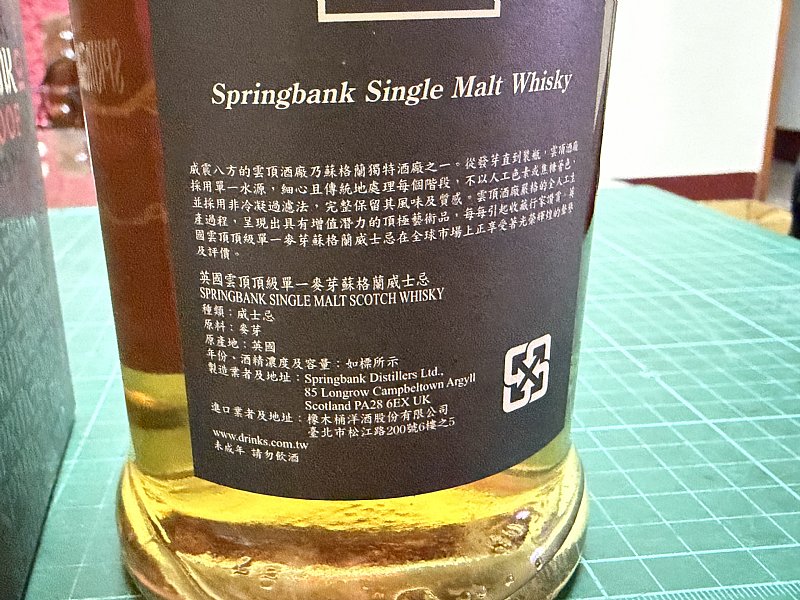 Springbank Single Malt Whisky
威震八方的雲頂酒廠乃蘇格蘭獨特酒廠之一。從發芽直到裝瓶，雲頂酒廠
採用單一水源，細心且傳統地處理每個階段，不以人工色素或焦糖著色，
並採用非冷凝過濾法，完整保留其風味及質感。雲頂酒廠嚴格的全人工生
產過程，呈現出具有增值潛力的頂極藝術品，每每引起收藏行家讚賞。英
國雲頂頂級單一麥芽蘇格蘭威士忌在全球市場上正享受著光榮輝煌的聲譽
及評價。
英國雲頂頂級單一麥芽蘇格蘭威士忌
SPRINGBANK SINGLE MALT SCOTCH WHISKY
種類：威士忌
原料：麥芽
原產地：英國
年份、酒精濃度及容量：如標所示
製造業者及地址：Springbank Distillers Ltd.,
85 Longrow Campbeltown Argyll
Scotland PA28 6EX UK
進口業者及地址：橡木桶洋酒股份有限公司
臺北市松江路200號6樓之5
www.drinks.com.tw
未成年 請勿飲酒